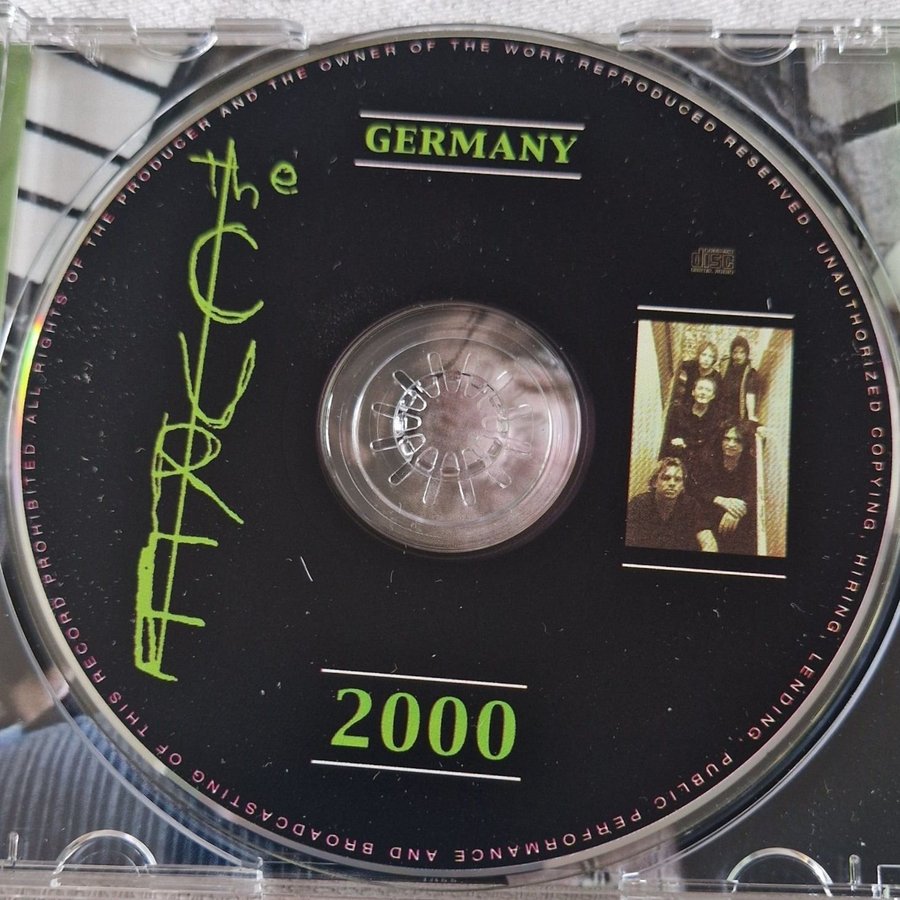 ALL RIGHTS OF THE PRODUCER AND THE OWNER OF THE WORK REPRODUCED RESERVED. UNAUTHORIZED COPYING, HIRING, LENDING, PUBLIC PERFORMANCE AND BROADCASTING OF THIS RECORD PROHIBITED.
GERMANY
The
CURE
disc
2000